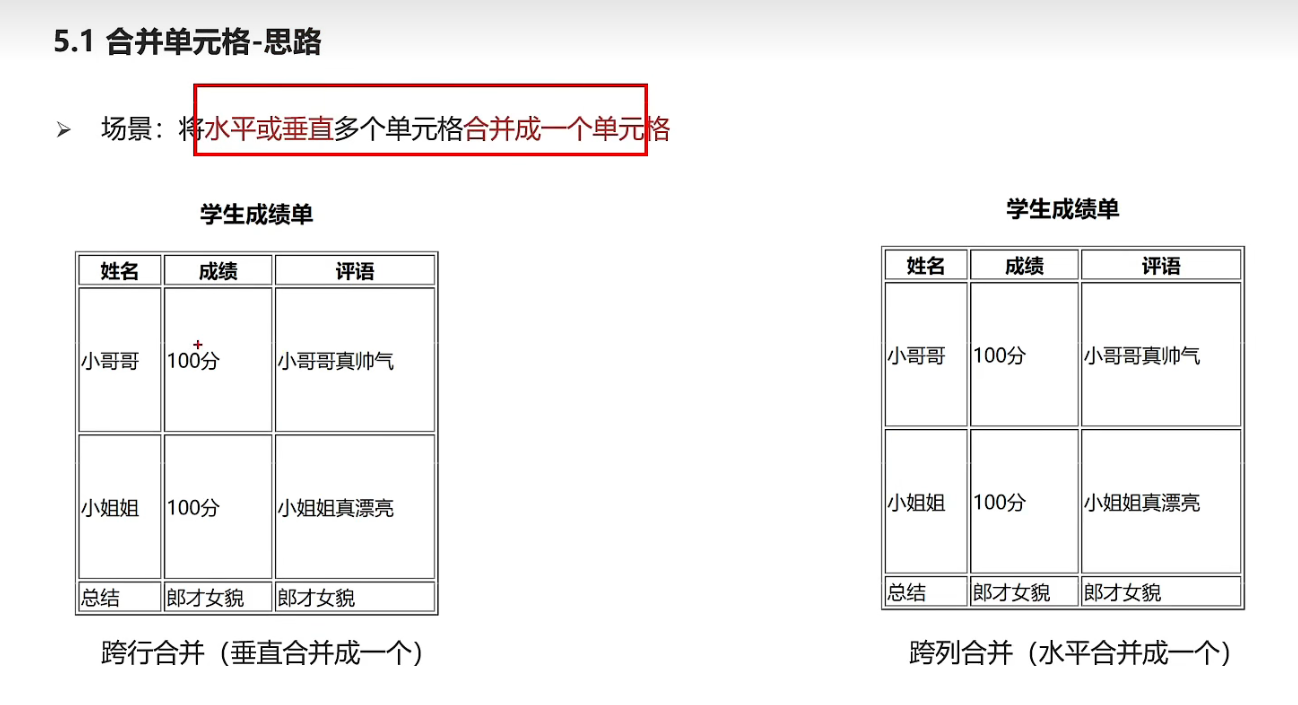 5.1 合并单元格-思路
场景：将水平或垂直多个单元格合并成一个单元格
学生成绩单
姓名 成绩 评语
小哥哥 100分 小哥哥真帅气
小姐姐 100分 小姐姐真漂亮
总结 郎才女貌 郎才女貌
跨行合并（垂直合并成一个）
学生成绩单
姓名 成绩 评语
小哥哥 100分 小哥哥真帅气
小姐姐 100分 小姐姐真漂亮
总结 郎才女貌 郎才女貌
跨列合并（水平合并成一个）